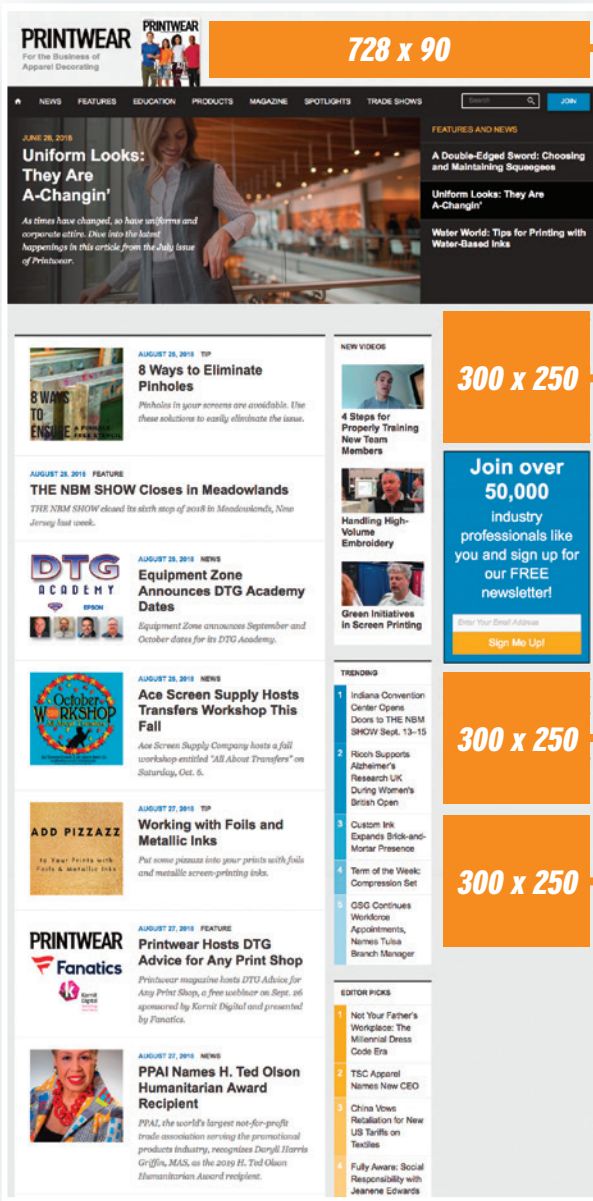 PRINTWEAR
For the Business of
Apparel Decorating
PRINTWEAR
728 x 90
NEWS FEATURES EDUCATION PRODUCTS MAGAZINE SPOTLIGHTS TRADE SHOWS Search JOIN
JUNE 28, 2018
Uniform Looks:
They Are
A-Changin'
As times have changed, so have uniforms and
corporate attire. Dive into the latest
happenings in this article from the July issue
of Printwear.
FEATURES AND NEWS
A Double-Edged Sword: Choosing
and Maintaining Squeegees
Uniform Looks: They Are
A-Changin'
Water World: Tips for Printing with
Water-Based Inks
8 WAYS
TO
ENSURE A PINHOLE-
FREE STENCIL
AUGUST 28, 2018 TIP
8 Ways to Eliminate
Pinholes
Pinholes in your screens are avoidable. Use
these solutions to easily eliminate the issue.
AUGUST 28, 2018 FEATURE
THE NBM SHOW Closes in Meadowlands
THE NBM SHOW closed its sixth stop of 2018 in Meadowlands, New
Jersey last week.
DTG
ACADEMY
EPSON
AUGUST 28, 2018 NEWS
Equipment Zone
Announces DTG Academy
Dates
Equipment Zone announces September and
October dates for its DTG Academy.
October
WORKSHOP
AUGUST 28, 2018 NEWS
Ace Screen Supply Hosts
Transfers Workshop This
Fall
Ace Screen Supply Company hosts a fall
workshop entitled "All About Transfers" on
Saturday, Oct. 6.
ADD PIZZAZZ
to Your Prints with
Foils & Metallic Inks
AUGUST 27, 2018 TIP
Working with Foils and
Metallic Inks
Put some pizzazz into your prints with foils
and metallic screen-printing inks.
PRINTWEAR
Fanatics
Kornit
Digital
AUGUST 27, 2018 FEATURE
Printwear Hosts DTG
Advice for Any Print Shop
Printwear magazine hosts DTG Advice for
Any Print Shop, a free webinar on Sept. 26
sponsored by Kornit Digital and presented
by Fanatics.
AUGUST 27, 2018 NEWS
PPAI Names H. Ted Olson
Humanitarian Award
Recipient
PPAI, the world's largest not-for-profit
trade association serving the promotional
products industry, recognizes Daryll Harris
Griffin, MAS, as the 2019 H. Ted Olson
Humanitarian Award recipient.
NEW VIDEOS
4 Steps for
Properly Training
New Team
Members
Handling High-
Volume
Embroidery
Green Initiatives
in Screen Printing
TRENDING
1 Indiana Convention
Center Opens
Doors to THE NBM
SHOW Sept. 13–15
2 Ricoh Supports
Alzheimer's
Research UK
During Women's
British Open
3 Custom Ink
Expands Brick-and-
Mortar Presence
4 Term of the Week:
Compression Set
5 GSG Continues
Workforce
Appointments,
Names Tulsa
Branch Manager
EDITOR PICKS
1 Not Your Father's
Workplace: The
Millennial Dress
Code Era
2 TSC Apparel
Names New CEO
3 China Vows
Retaliation for New
US Tariffs on
Textiles
4 Fully Aware: Social
Responsibility with
Jeanene Edwards
300 x 250
Join over
50,000
industry
professionals like
you and sign up for
our FREE
newsletter!
Enter Your Email Address
Sign Me Up!
300 x 250
300 x 250